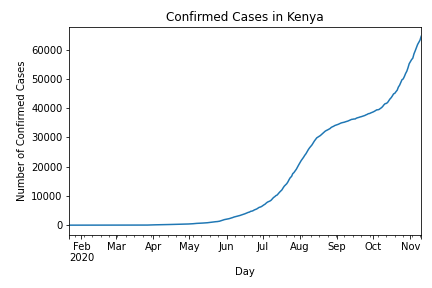 Confirmed Cases in Kenya
Number of Confirmed Cases
60000
50000
40000
30000
20000
10000
0
Feb Mar Apr May Jun Jul Aug Sep Oct Nov
2020
Day